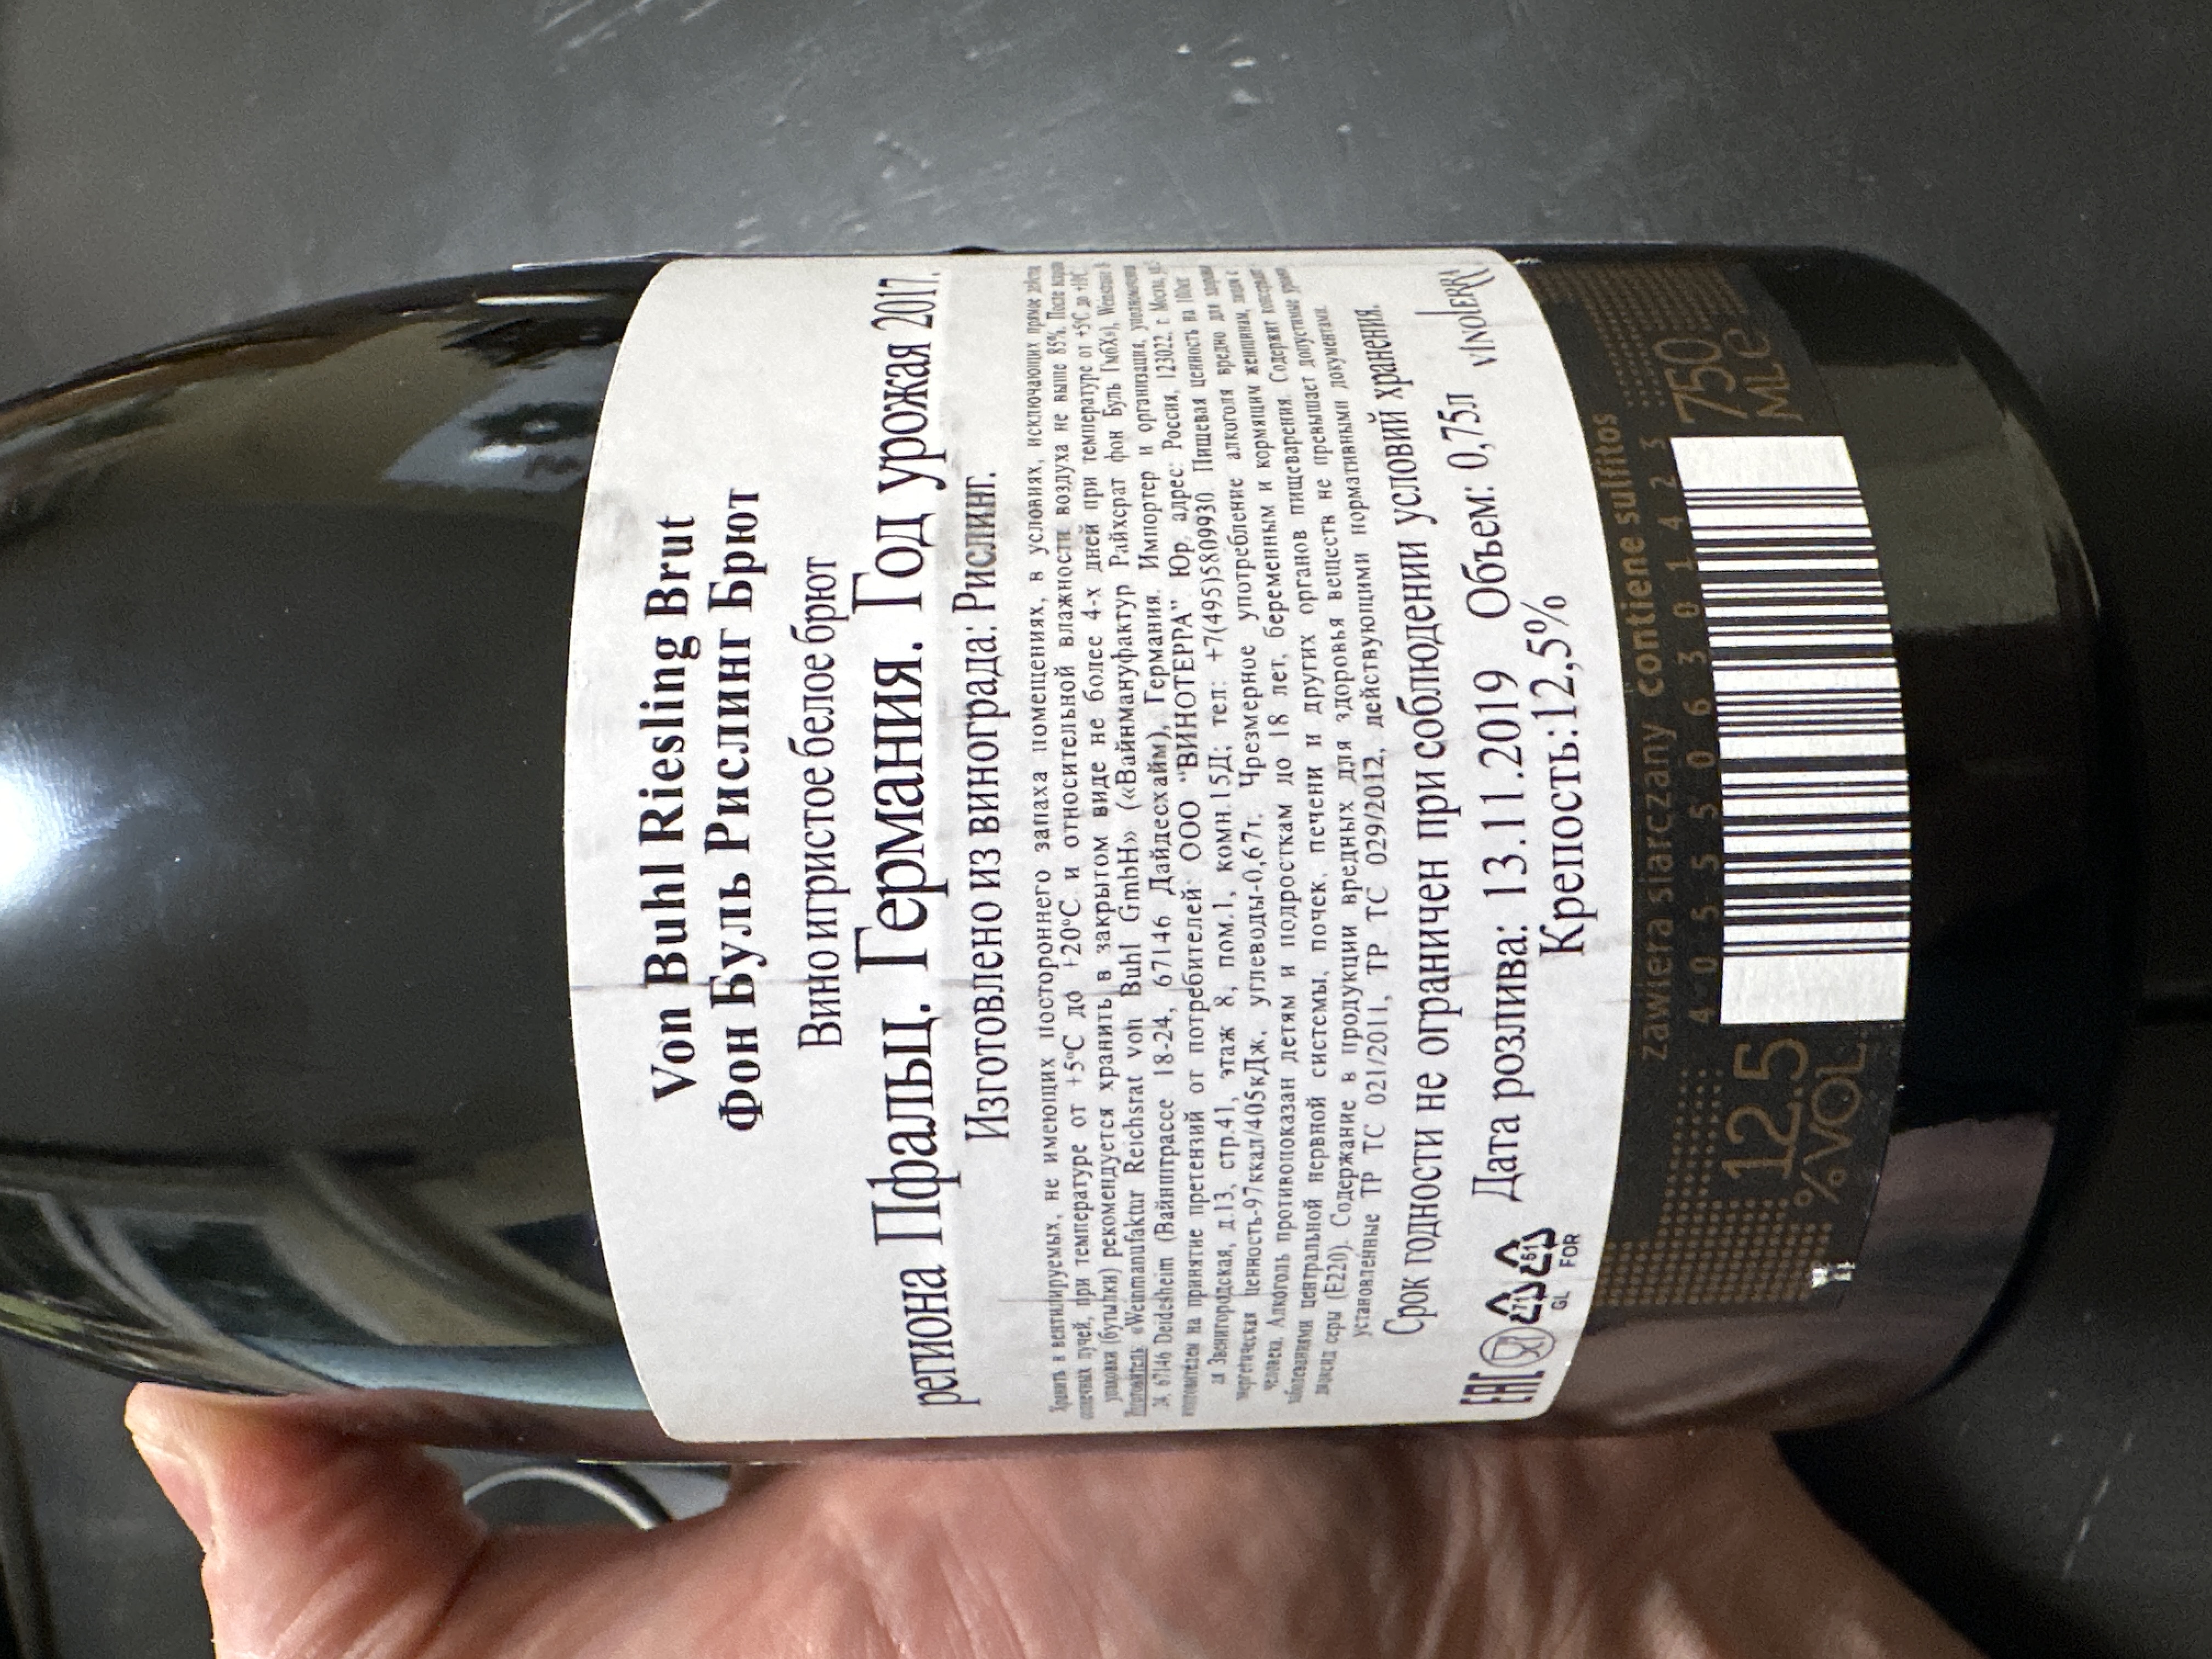 Von Buhl Riesling Brut
Фон Буль Рислинг Брют
Вино игристое белое брют
региона Пфальц. Германия. Год урожая 2017.
Изготовлено из винограда: Рислинг.
Хранить в вентилируемых, не имеющих постороннего запаха помещениях, в условиях, исключающих прямое
солнечных лучей, при температуре от +5°С до +20°С и относительной влажности воздуха не выше 85%. После
упаковки (бутылки) рекомендуется хранить в закрытом виде не более 4-х дней при температуре от +5°С до +10°С.
Изготовитель: «Weinmanufaktur Reichsrat von Buhl GmbH» («Вайнмануфактур Райхсрат фон Буль ГмбХ»), Weinstrasse
24, 67146 Deidesheim (Вайнштрассе 18-24, 67146 Дайдесхайм), Германия. Импортер и организация,
изготовителем на принятие претензий от потребителей: ООО "ВИНОТЕРРА". Юр. адрес: Россия, 123022, г. Москва, ул.
2я Звенигородская, д.13, стр.41, этаж 8, пом.1, комн.15Д; тел: +7(495)5809930. Пищевая ценность на 100г:
энергетическая ценность-97ккал/405кДж, углеводы-0,67г. Чрезмерное употребление алкоголя вредно для
человека. Алкоголь противопоказан детям и подросткам до 18 лет, беременным и кормящим женщинам, лицам с
заболеваниями центральной нервной системы, почек, печени и других органов пищеварения. Содержит
диоксид серы (Е220). Содержание в продукции вредных для здоровья веществ не превышает допустимые
установленные ТР ТС 021/2011, ТР ТС 029/2012, действующими нормативными документами.
Срок годности не ограничен при соблюдении условий хранения.
EAC 71 GL 51 FOR Дата розлива: 13.11.2019 Объем: 0,75л VINOTERRA
Крепость:12,5%
zawiera siarczany contiene sulfitos
4 0 5 5 5 0 6 3 0 1 4 2 3
12.5 %VOL.
750 ML e